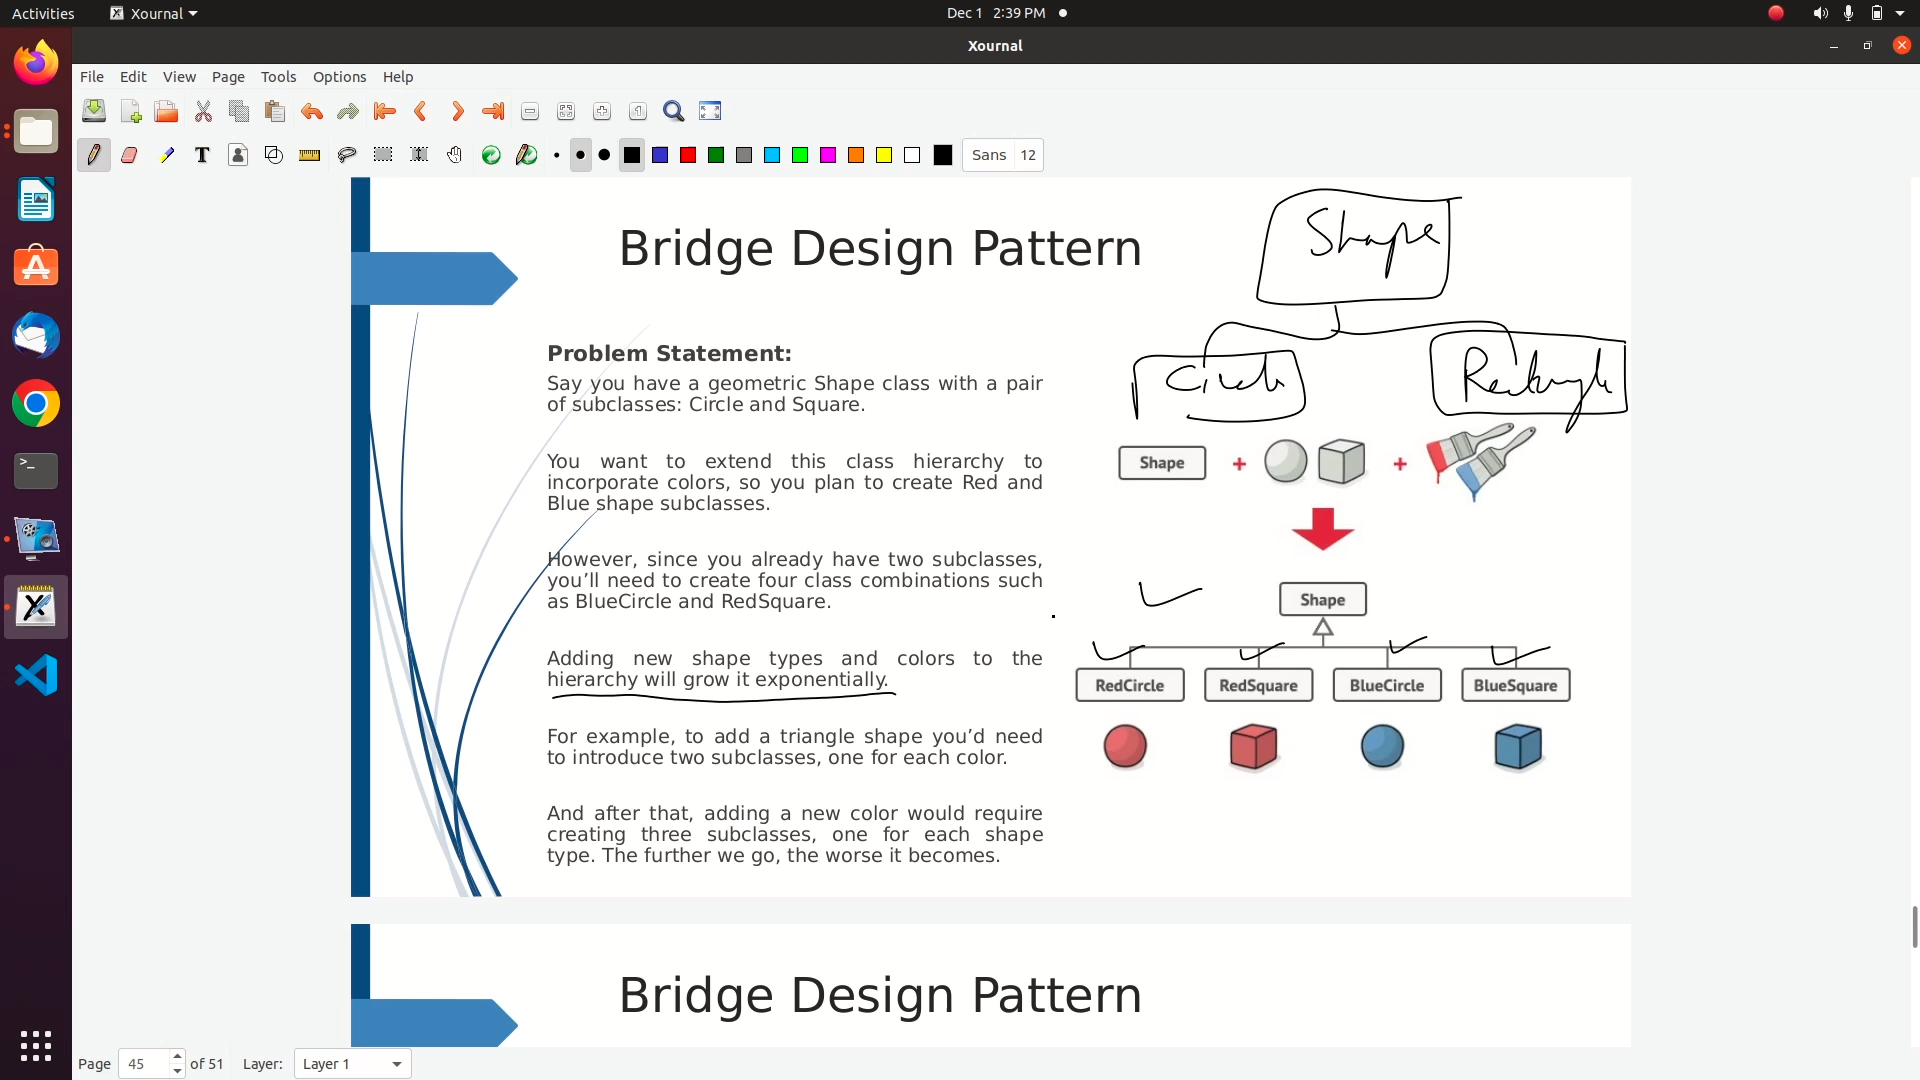 Activities Xournal Dec 1 2:39 PM
Xournal
File Edit View Page Tools Options Help
Sans 12
Bridge Design Pattern
Shape
Circle Rectangle
Problem Statement:
Say you have a geometric Shape class with a pair
of subclasses: Circle and Square.
You want to extend this class hierarchy to
incorporate colors, so you plan to create Red and
Blue shape subclasses.
However, since you already have two subclasses,
you’ll need to create four class combinations such
as BlueCircle and RedSquare.
Adding new shape types and colors to the
hierarchy will grow it exponentially.
For example, to add a triangle shape you’d need
to introduce two subclasses, one for each color.
And after that, adding a new color would require
creating three subclasses, one for each shape
type. The further we go, the worse it becomes.
Shape + +
Shape
RedCircle RedSquare BlueCircle BlueSquare
Bridge Design Pattern
Page 45 of 51 Layer: Layer 1